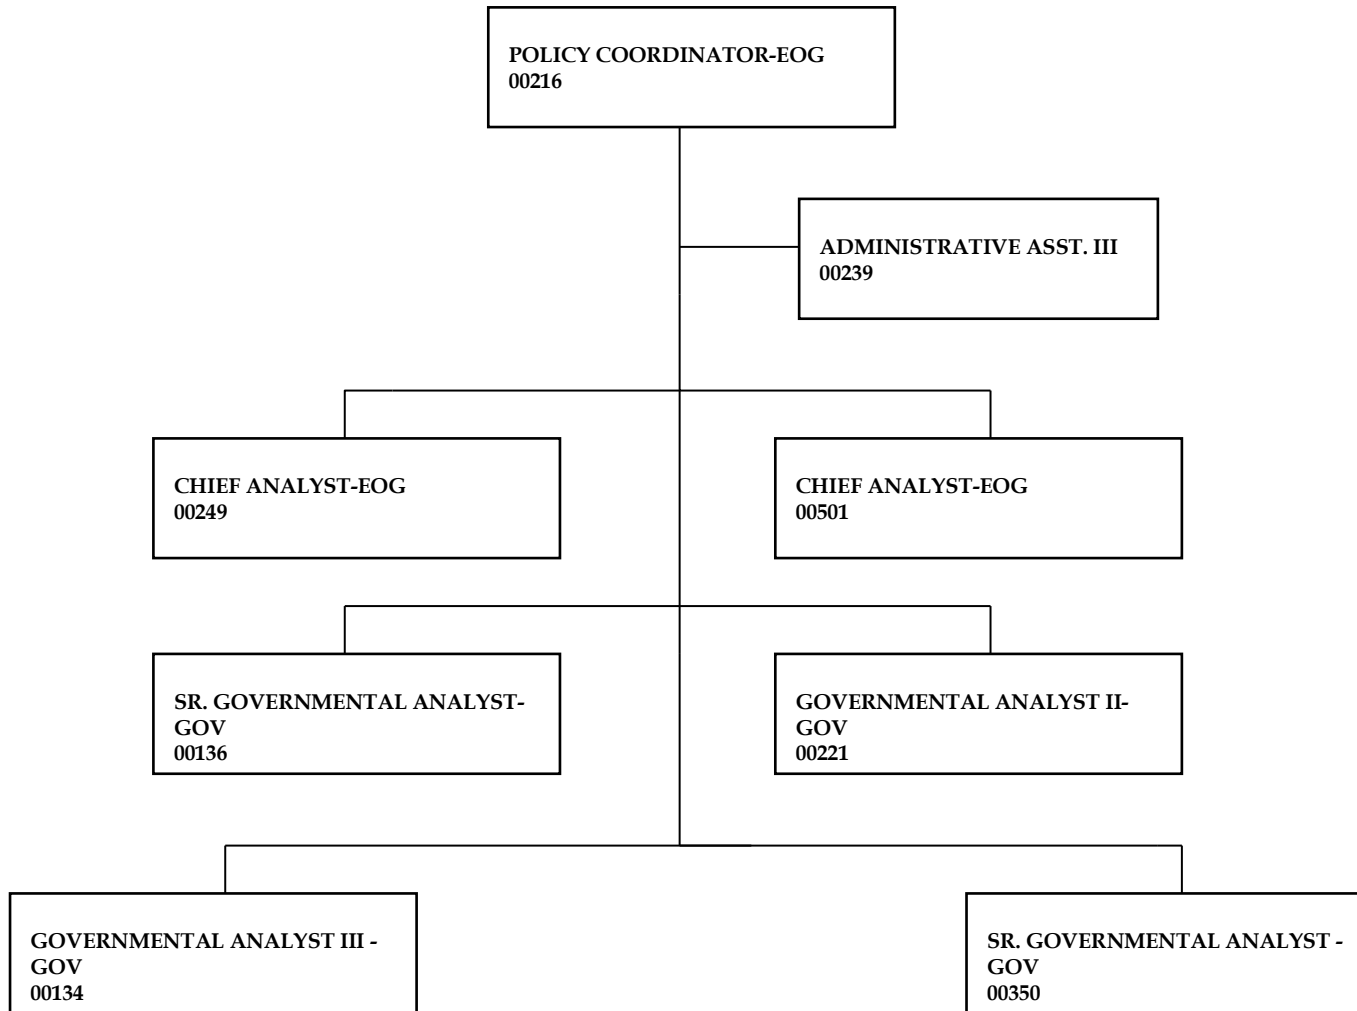 POLICY COORDINATOR-EOG
00216
ADMINISTRATIVE ASST. III
00239
CHIEF ANALYST-EOG
00249
CHIEF ANALYST-EOG
00501
SR. GOVERNMENTAL ANALYST-
GOV
00136
GOVERNMENTAL ANALYST II-
GOV
00221
GOVERNMENTAL ANALYST III -
GOV
00134
SR. GOVERNMENTAL ANALYST -
GOV
00350